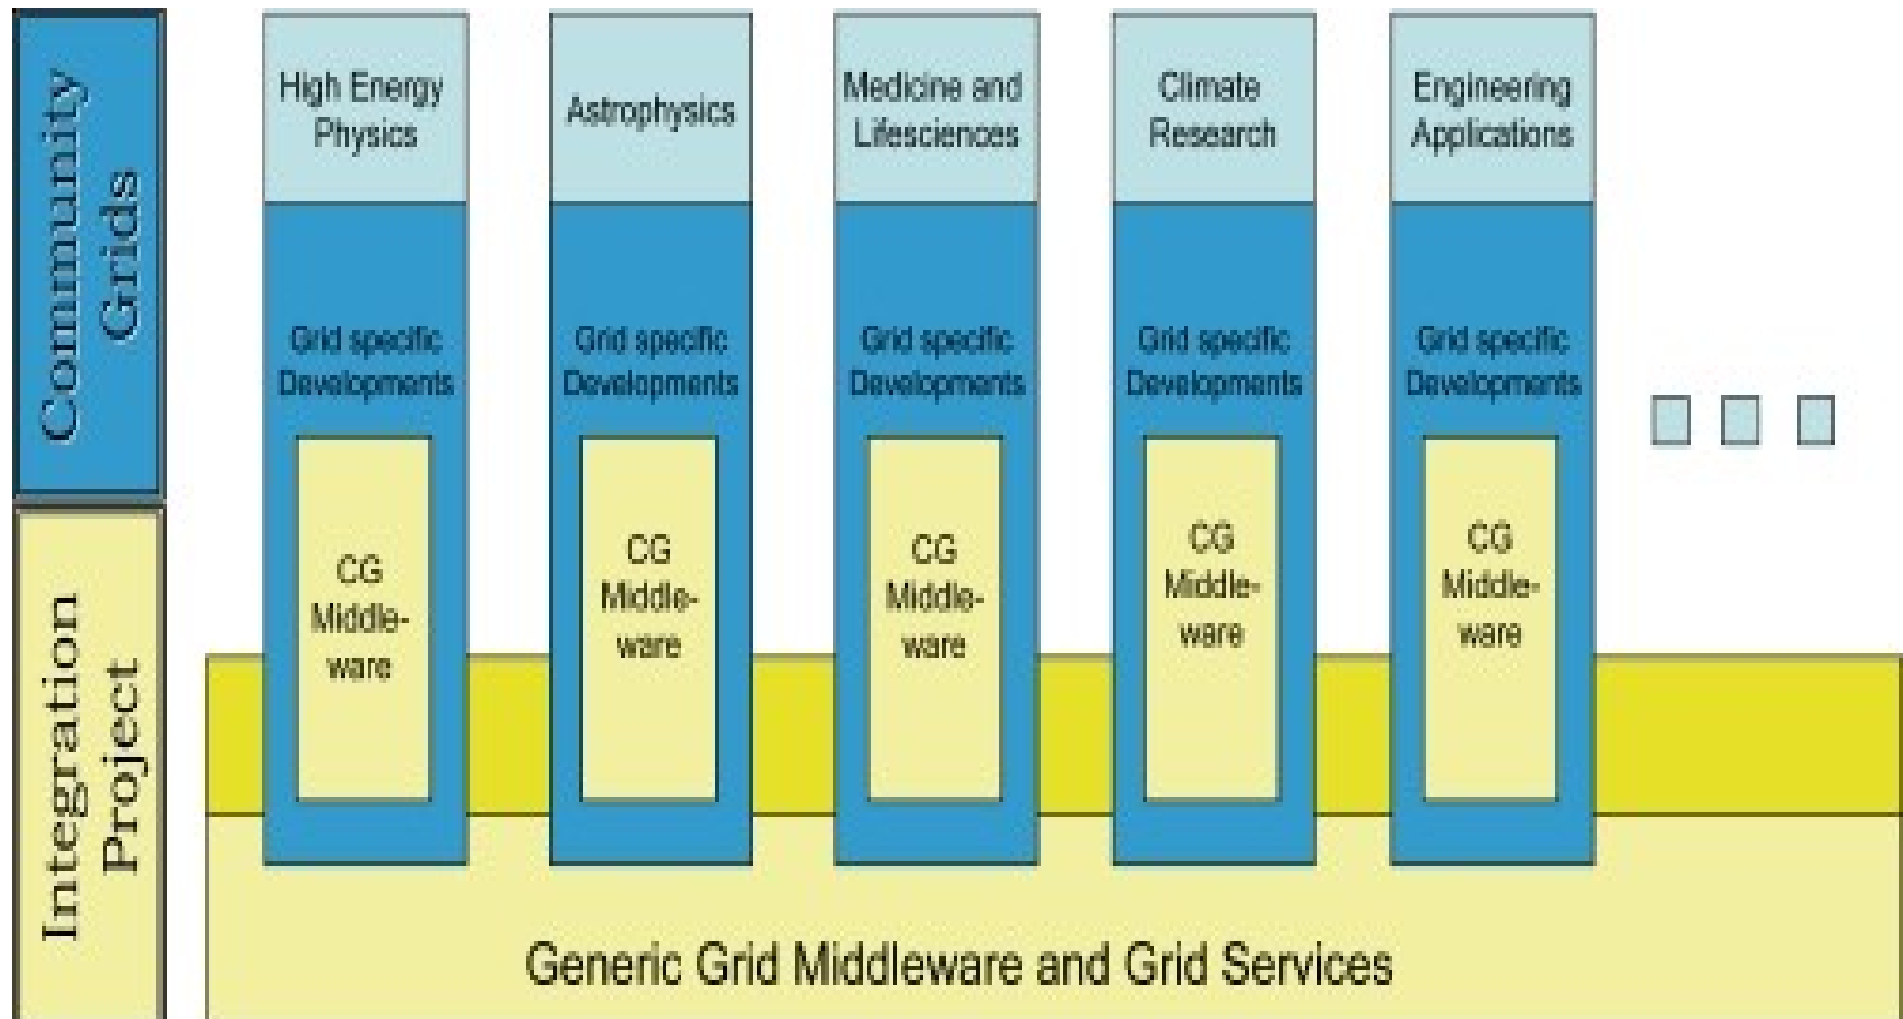 Community
Grids
Integration
Project
High Energy
Physics
Astrophysics
Medicine and
Lifesciences
Climate
Research
Engineering
Applications
Grid specific
Developments
Grid specific
Developments
Grid specific
Developments
Grid specific
Developments
Grid specific
Developments
CG
Middle-
ware
CG
Middle-
ware
CG
Middle-
ware
CG
Middle-
ware
CG
Middle-
ware
Generic Grid Middleware and Grid Services